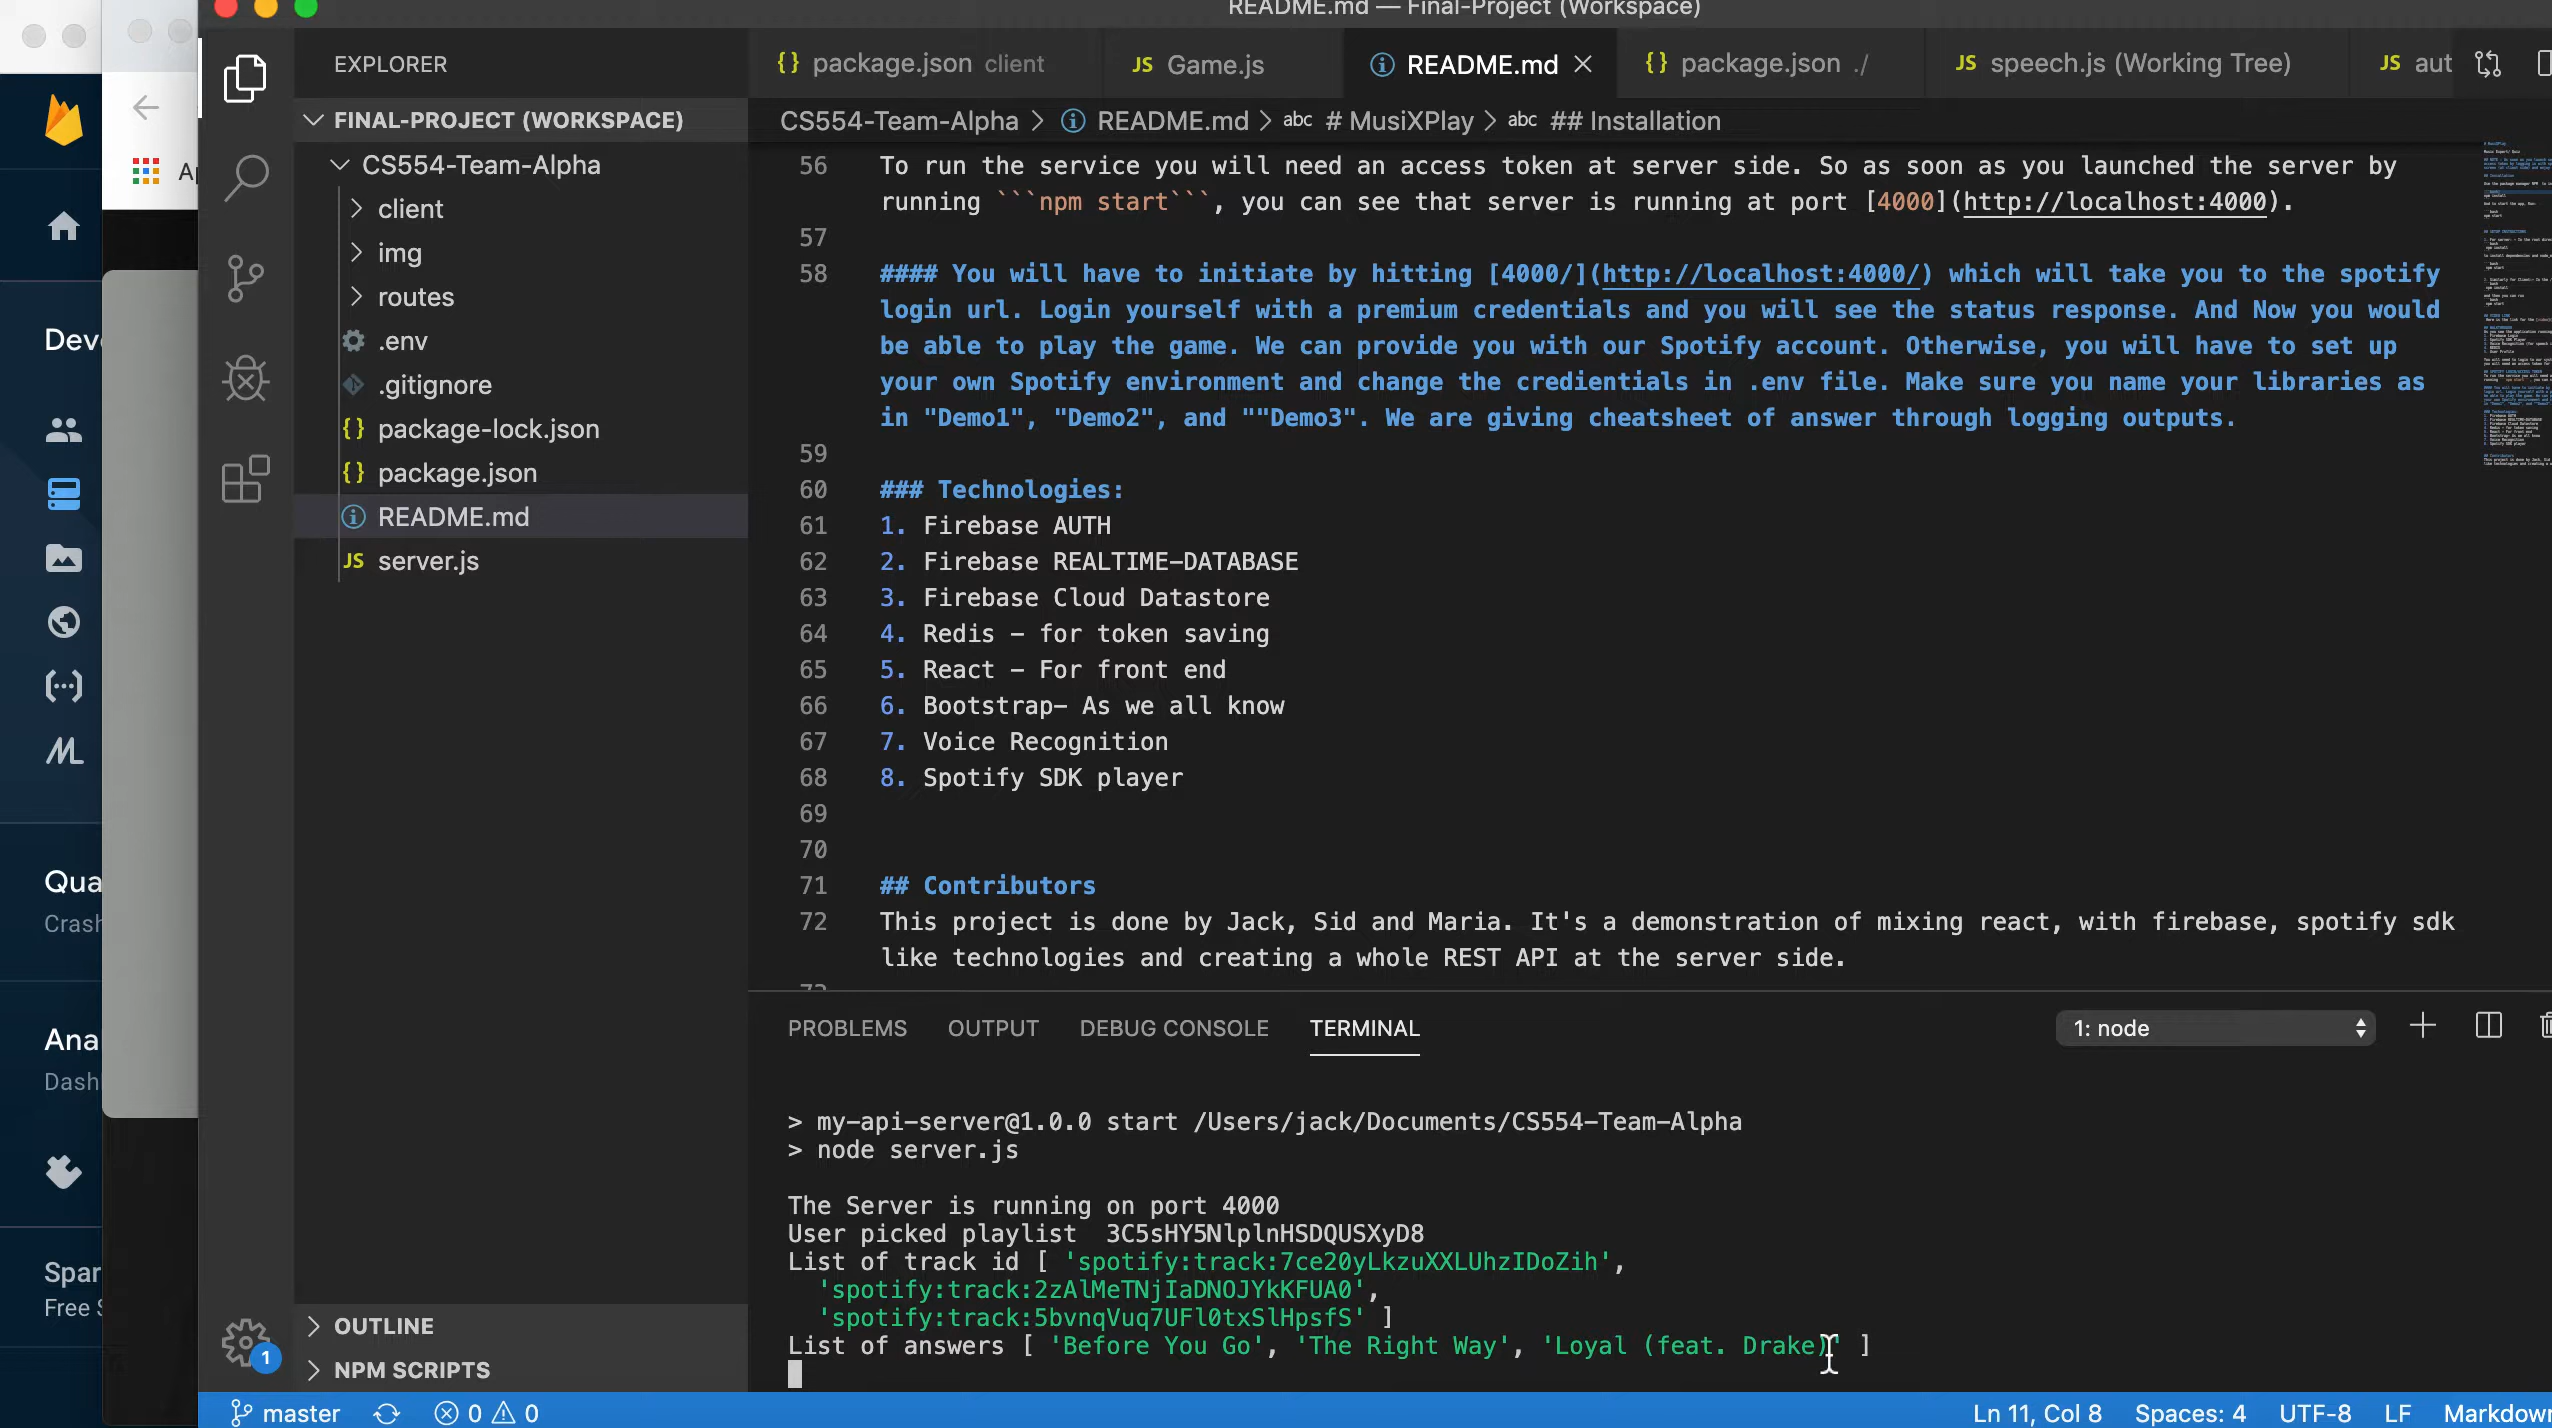 README.md — Final-Project (Workspace)
EXPLORER
{} package.json client
JS Game.js
README.md
{} package.json ./
JS speech.js (Working Tree)
JS aut
FINAL-PROJECT (WORKSPACE)
CS554-Team-Alpha > README.md > abc # MusiXPlay > abc ## Installation
CS554-Team-Alpha
client
img
routes
.env
.gitignore
{} package-lock.json
{} package.json
README.md
JS server.js
OUTLINE
NPM SCRIPTS
Dev
Qua
Crash
Ana
Dash
Spar
Free S
Ap
56 To run the service you will need an access token at server side. So as soon as you launched the server by
running ```npm start```, you can see that server is running at port [4000](http://localhost:4000).
57
58 #### You will have to initiate by hitting [4000/](http://localhost:4000/) which will take you to the spotify
login url. Login yourself with a premium credentials and you will see the status response. And Now you would
be able to play the game. We can provide you with our Spotify account. Otherwise, you will have to set up
your own Spotify environment and change the credientials in .env file. Make sure you name your libraries as
in "Demo1", "Demo2", and ""Demo3". We are giving cheatsheet of answer through logging outputs.
59
60 ### Technologies:
61 1. Firebase AUTH
62 2. Firebase REALTIME-DATABASE
63 3. Firebase Cloud Datastore
64 4. Redis - for token saving
65 5. React - For front end
66 6. Bootstrap- As we all know
67 7. Voice Recognition
68 8. Spotify SDK player
69
70
71 ## Contributors
72 This project is done by Jack, Sid and Maria. It's a demonstration of mixing react, with firebase, spotify sdk
like technologies and creating a whole REST API at the server side.
PROBLEMS OUTPUT DEBUG CONSOLE TERMINAL
1: node
> my-api-server@1.0.0 start /Users/jack/Documents/CS554-Team-Alpha
> node server.js
The Server is running on port 4000
User picked playlist 3C5sHY5NlplnHSDQUSXyD8
List of track id [ 'spotify:track:7ce20yLkzuXXLUhzIDoZih',
'spotify:track:2zAlMeTNjIaDNOJYkKFUA0',
'spotify:track:5bvnqVuq7UFl0txSlHpsfS' ]
List of answers [ 'Before You Go', 'The Right Way', 'Loyal (feat. Drake)' ]
1
master
0 0
Ln 11, Col 8
Spaces: 4
UTF-8
LF
Markdown